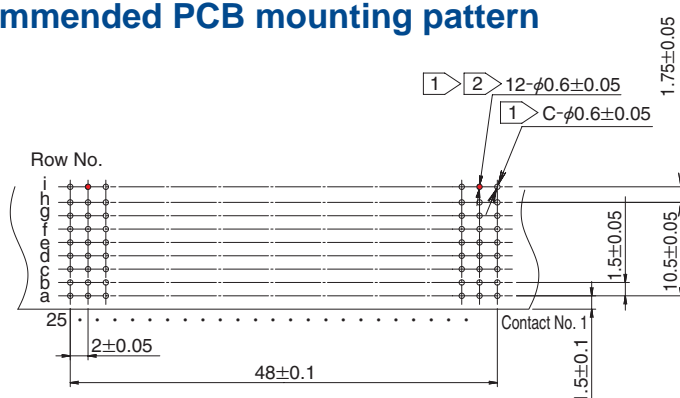 mmended PCB mounting pattern
1.75±0.05
1 2 12-ϕ0.6±0.05
1 C-ϕ0.6±0.05
Row No.
i
h
g
f
e
d
c
b
a
1.5±0.05
10.5±0.05
25
Contact No. 1
2±0.05
48±0.1
1.5±0.1